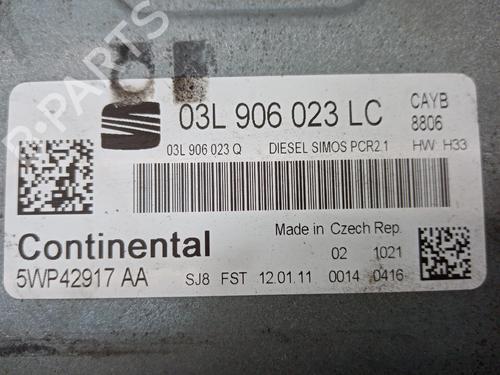 R-PARTS
03L 906 023 LC
CAYB
8806
03L 906 023 Q DIESEL SIMOS PCR2.1 HW H33
Continental
Made in Czech Rep.
02 1021
5WP42917 AA SJ8 FST 12.01.11 0014 0416